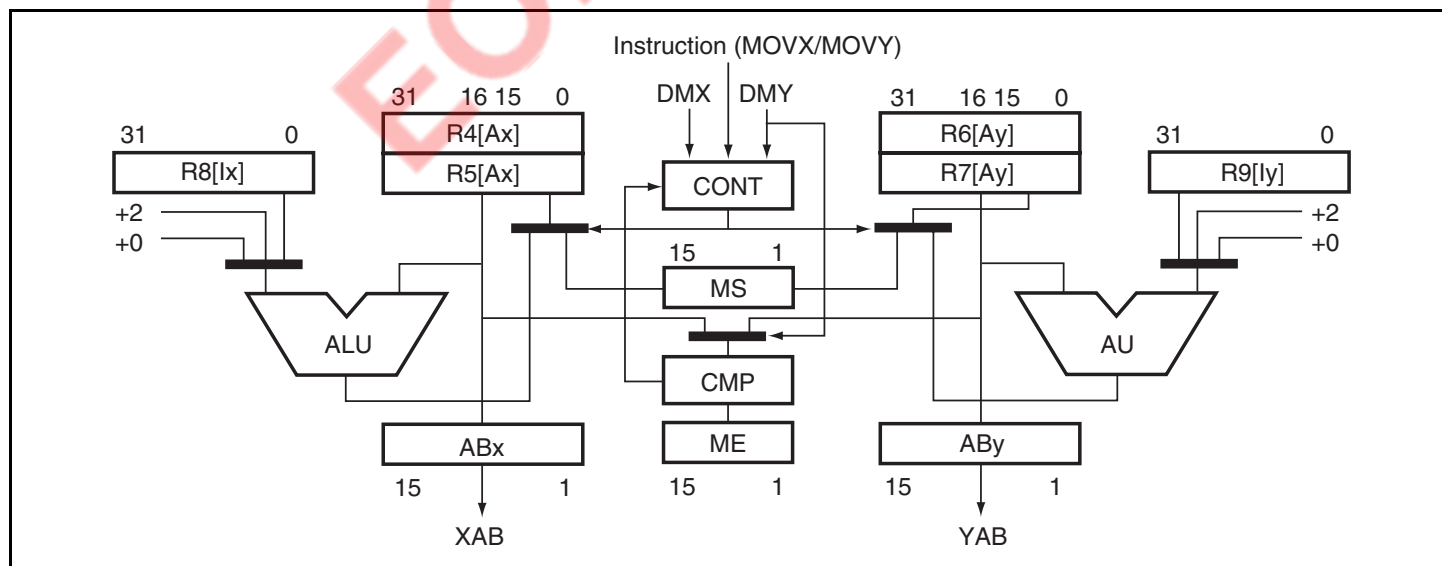 EO
Instruction (MOVX/MOVY)
DMX DMY
31 16 15 0
31 16 15 0
31 0
R4[Ax]
R6[Ay]
31 0
R8[Ix]
R5[Ax]
CONT
R7[Ay]
R9[Iy]
+2
+2
+0
+0
15 1
MS
ALU
AU
CMP
ABx
ME
ABy
15 1
15 1
15 1
XAB
YAB